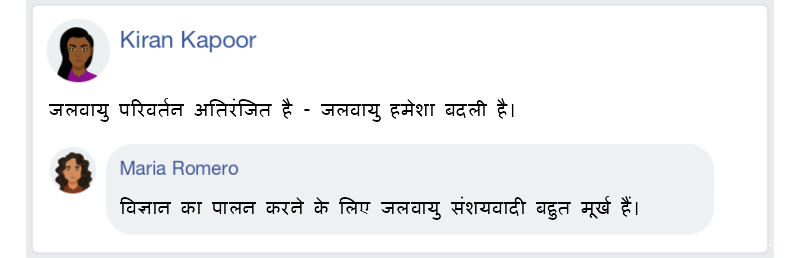 Kiran Kapoor
जलवायु परिवर्तन अतिरंजित है - जलवायु हमेशा बदली है।
Maria Romero
विज्ञान का पालन करने के लिए जलवायु संशयवादी बहुत मूर्ख हैं।